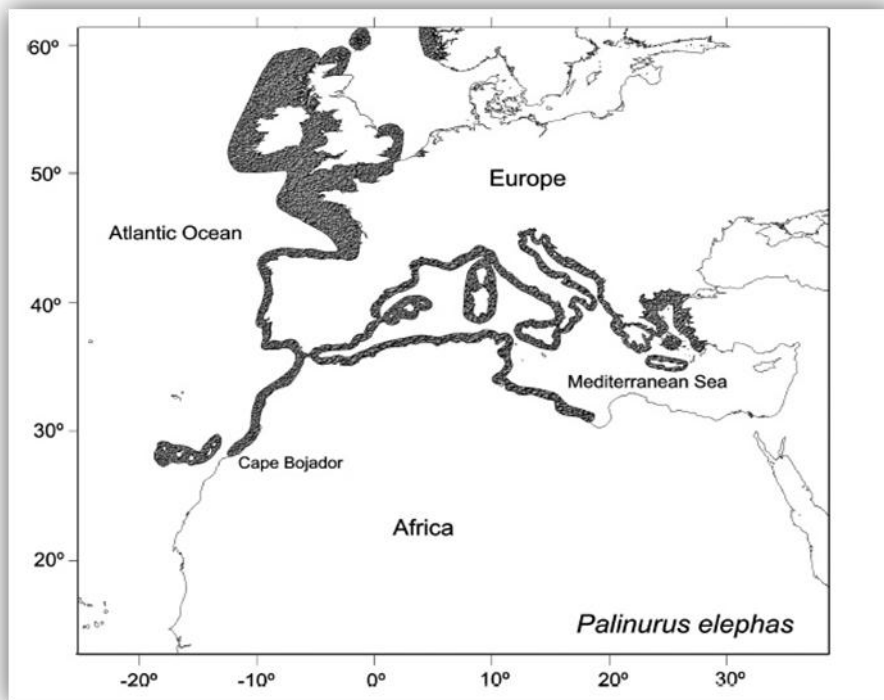 60º
50º
Europe
Atlantic Ocean
40º
Mediterranean Sea
30º
Cape Bojador
Africa
20º
Palinurus elephas
-20º
-10º
0º
10º
20º
30º